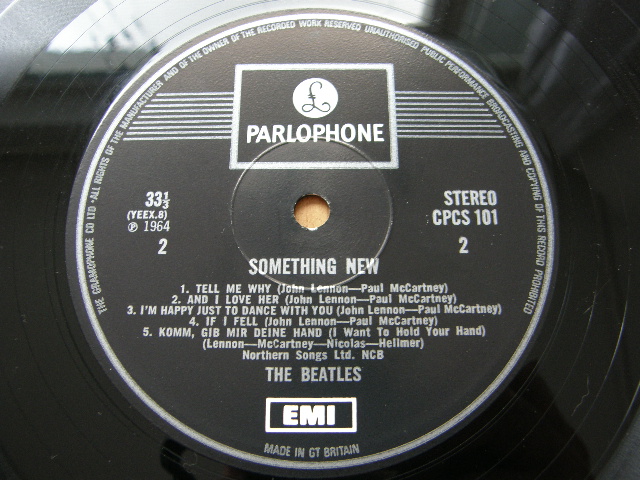 THE GRAMOPHONE CO LTD • ALL RIGHTS OF THE MANUFACTURER AND OF THE OWNER OF THE RECORDED WORK RESERVED UNAUTHORISED PUBLIC PERFORMANCE BROADCASTING AND COPYING OF THIS RECORD PROHIBITED
£
PARLOPHONE
33⅓
(YEEX.8)
℗ 1964
2
STEREO
CPCS 101
2
SOMETHING NEW
1. TELL ME WHY (John Lennon—Paul McCartney)
2. AND I LOVE HER (John Lennon—Paul McCartney)
3. I'M HAPPY JUST TO DANCE WITH YOU (John Lennon—Paul McCartney)
4. IF I FELL (John Lennon—Paul McCartney)
5. KOMM, GIB MIR DEINE HAND (I Want To Hold Your Hand)
(Lennon—McCartney—Nicolas—Hellmer)
Northern Songs Ltd. NCB
THE BEATLES
EMI
MADE IN GT BRITAIN